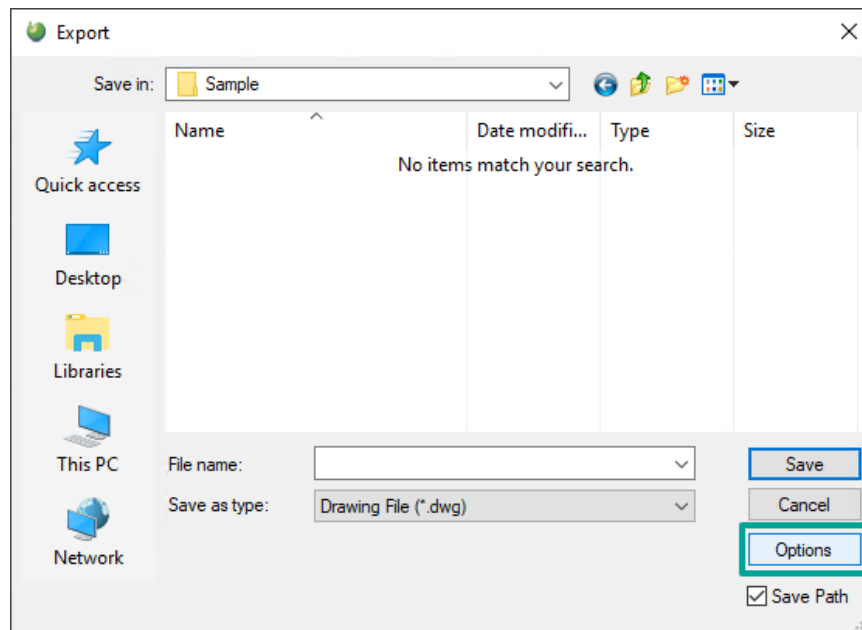 Export
Save in: Sample
Name Date modifi... Type Size
No items match your search.
Quick access
Desktop
Libraries
This PC
Network
File name:
Save
Save as type: Drawing File (*.dwg)
Cancel
Options
Save Path